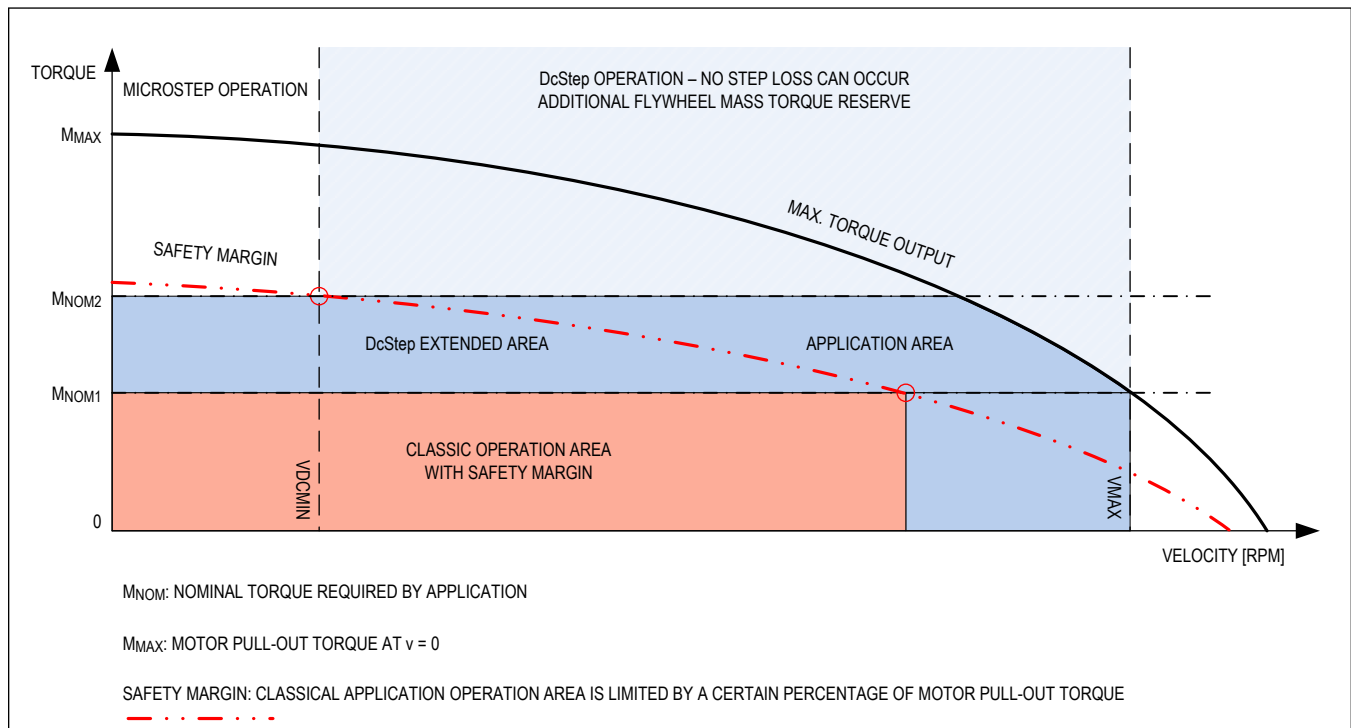 TORQUE
MICROSTEP OPERATION
DcStep OPERATION – NO STEP LOSS CAN OCCUR
ADDITIONAL FLYWHEEL MASS TORQUE RESERVE
MMAX
MAX. TORQUE OUTPUT
SAFETY MARGIN
MNOM2
DcStep EXTENDED AREA
APPLICATION AREA
MNOM1
CLASSIC OPERATION AREA
WITH SAFETY MARGIN
VDCMIN
VMAX
0
VELOCITY [RPM]
MNOM: NOMINAL TORQUE REQUIRED BY APPLICATION
MMAX: MOTOR PULL-OUT TORQUE AT v = 0
SAFETY MARGIN: CLASSICAL APPLICATION OPERATION AREA IS LIMITED BY A CERTAIN PERCENTAGE OF MOTOR PULL-OUT TORQUE